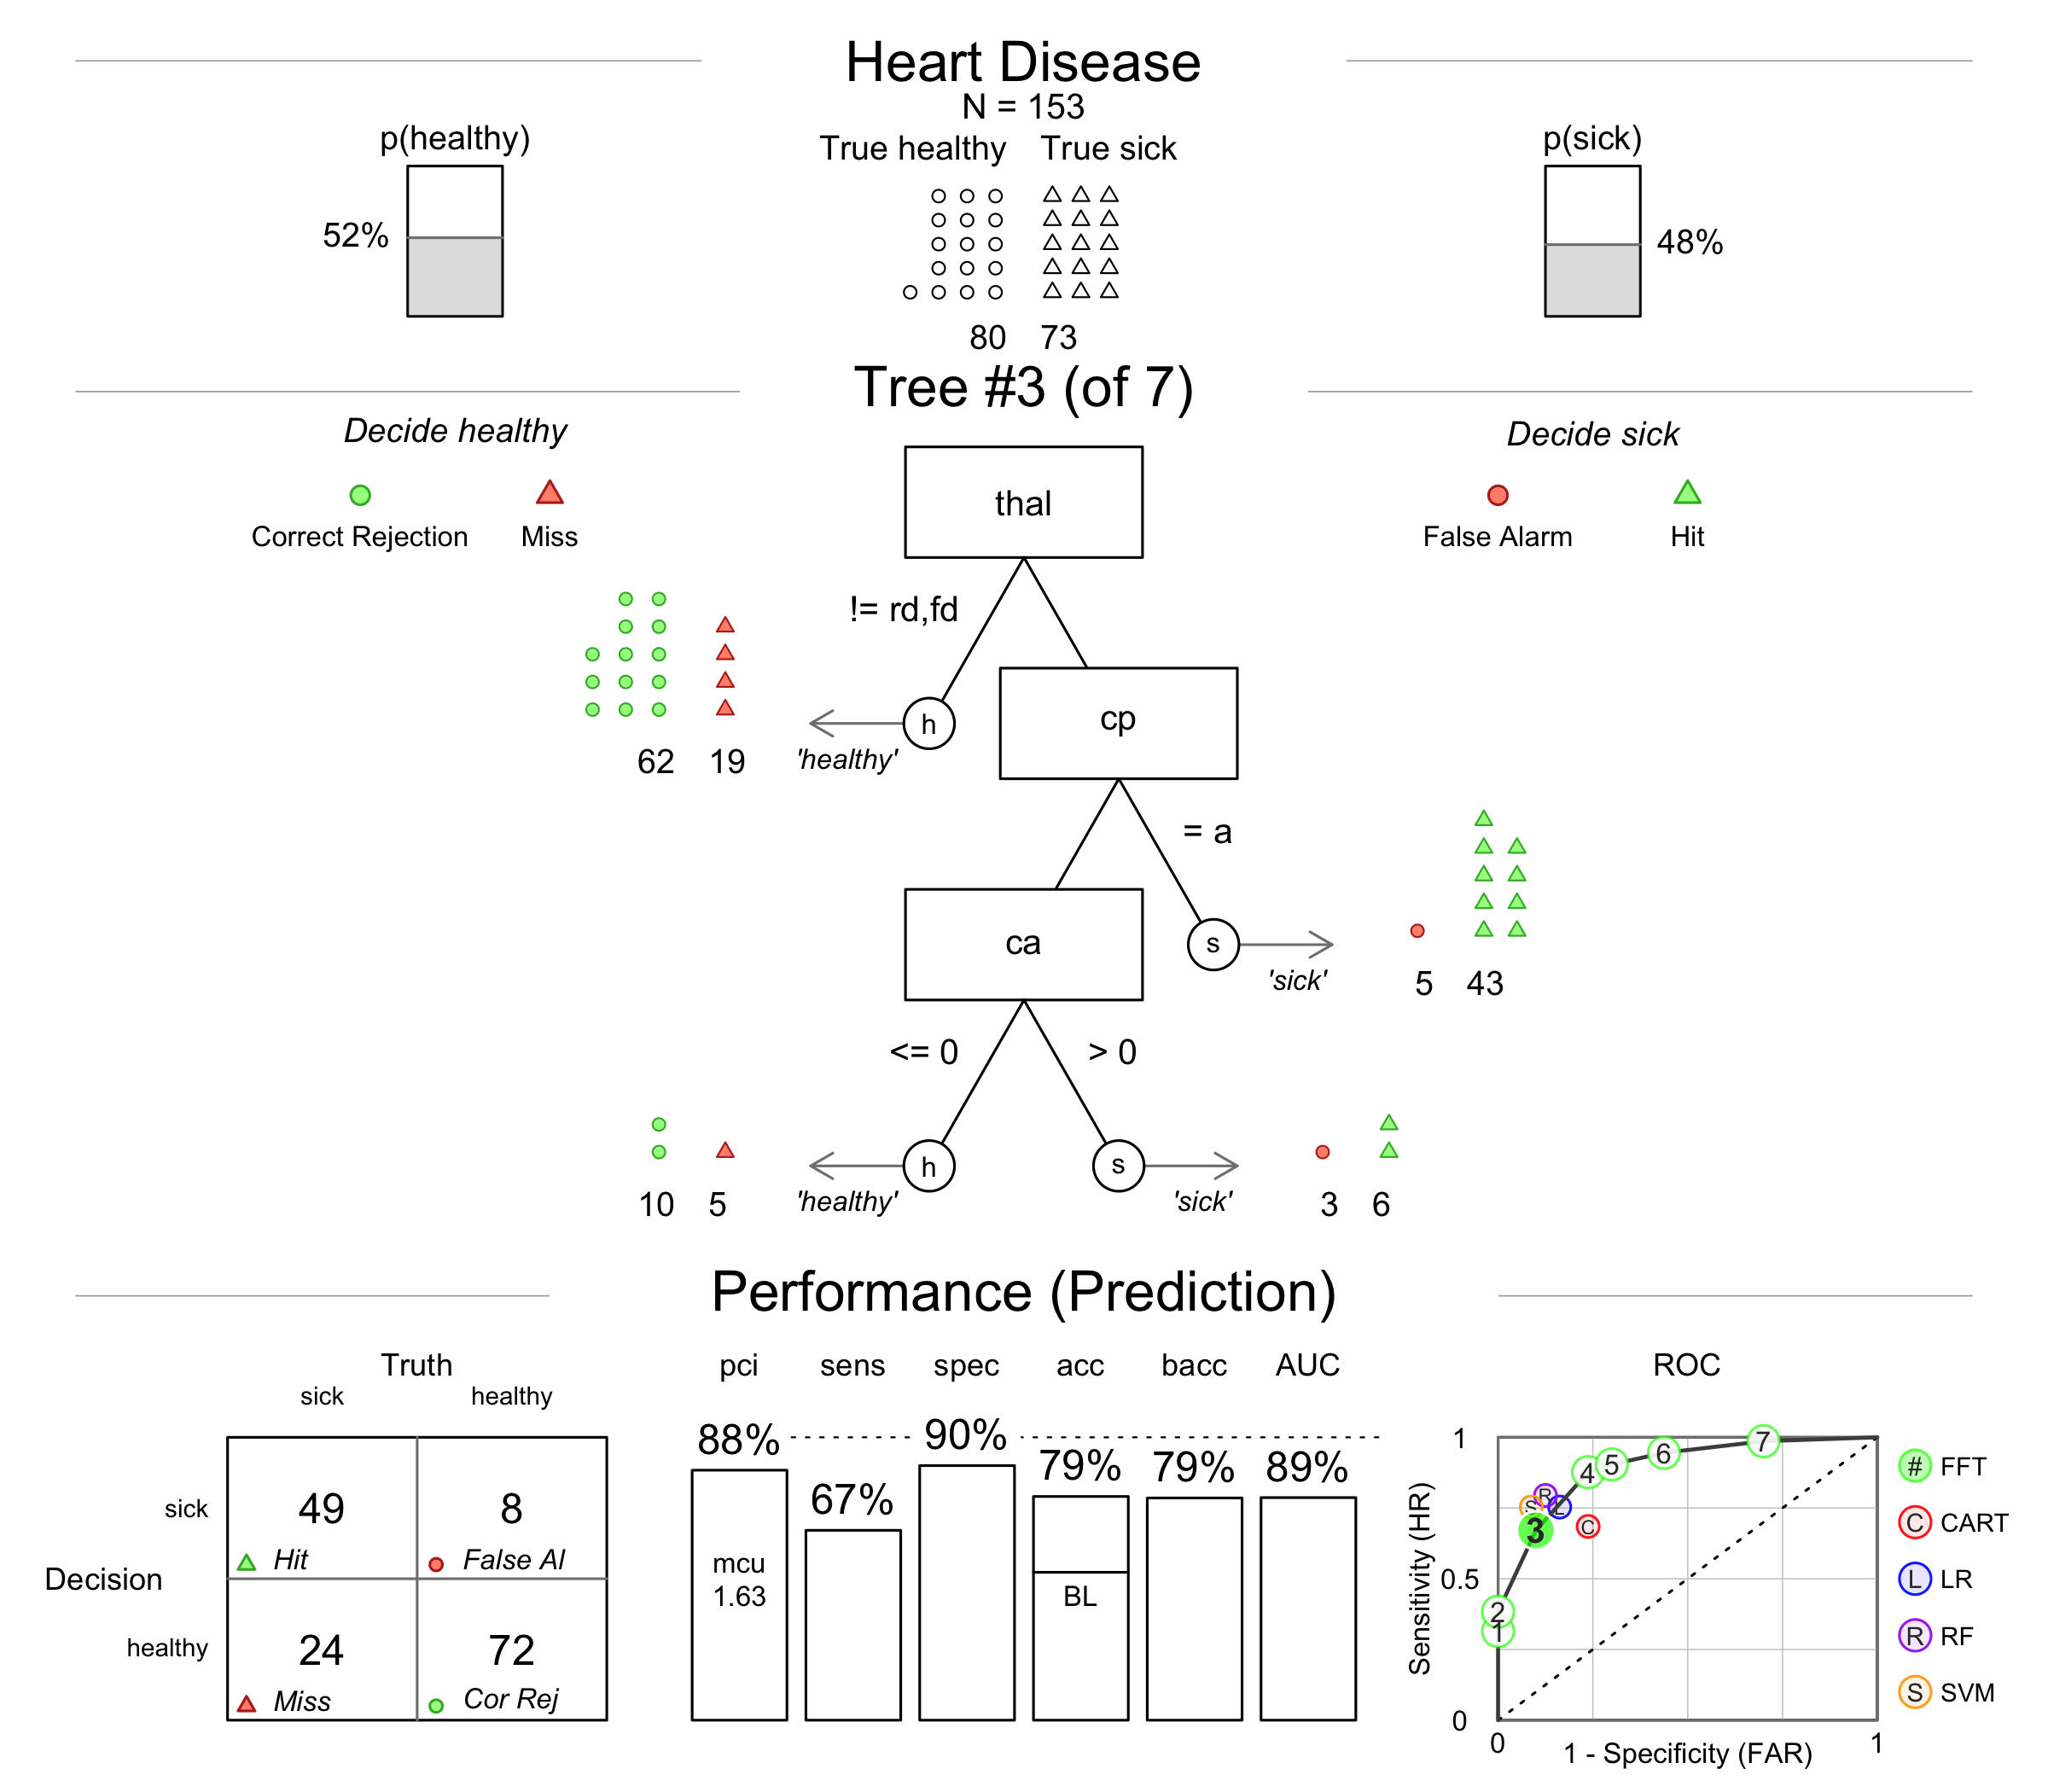 Heart Disease
N = 153
p(healthy)
True healthy True sick
p(sick)
52%
48%
80 73
Tree #3 (of 7)
Decide healthy
Decide sick
Correct Rejection Miss
False Alarm Hit
thal
!= rd,fd
h
'healthy'
62 19
cp
= a
s
'sick'
5 43
ca
<= 0
> 0
h
s
'healthy'
'sick'
10 5
3 6
Performance (Prediction)
Truth
sick healthy
Decision
sick
49
Hit
8
False Al
healthy
24
Miss
72
Cor Rej
pci sens spec acc bacc AUC
88% 67% 90% 79% 79% 89%
mcu
1.63
BL
ROC
Sensitivity (HR)
1
0.5
0
0 1
1 - Specificity (FAR)
1 2 3 4 5 6 7
S R L C
# FFT
C CART
L LR
R RF
S SVM